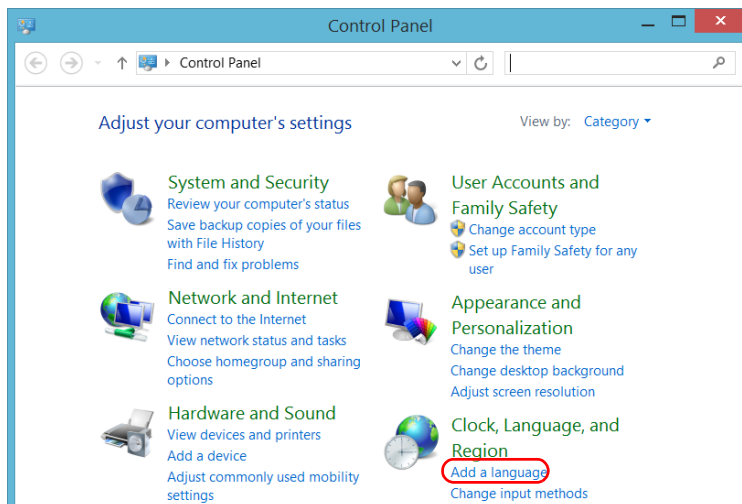 Control Panel
Control Panel
Adjust your computer's settings
View by: Category
System and Security
Review your computer's status
Save backup copies of your files
with File History
Find and fix problems
Network and Internet
Connect to the Internet
View network status and tasks
Choose homegroup and sharing
options
Hardware and Sound
View devices and printers
Add a device
Adjust commonly used mobility
settings
User Accounts and
Family Safety
Change account type
Set up Family Safety for any
user
Appearance and
Personalization
Change the theme
Change desktop background
Adjust screen resolution
Clock, Language, and
Region
Add a language
Change input methods